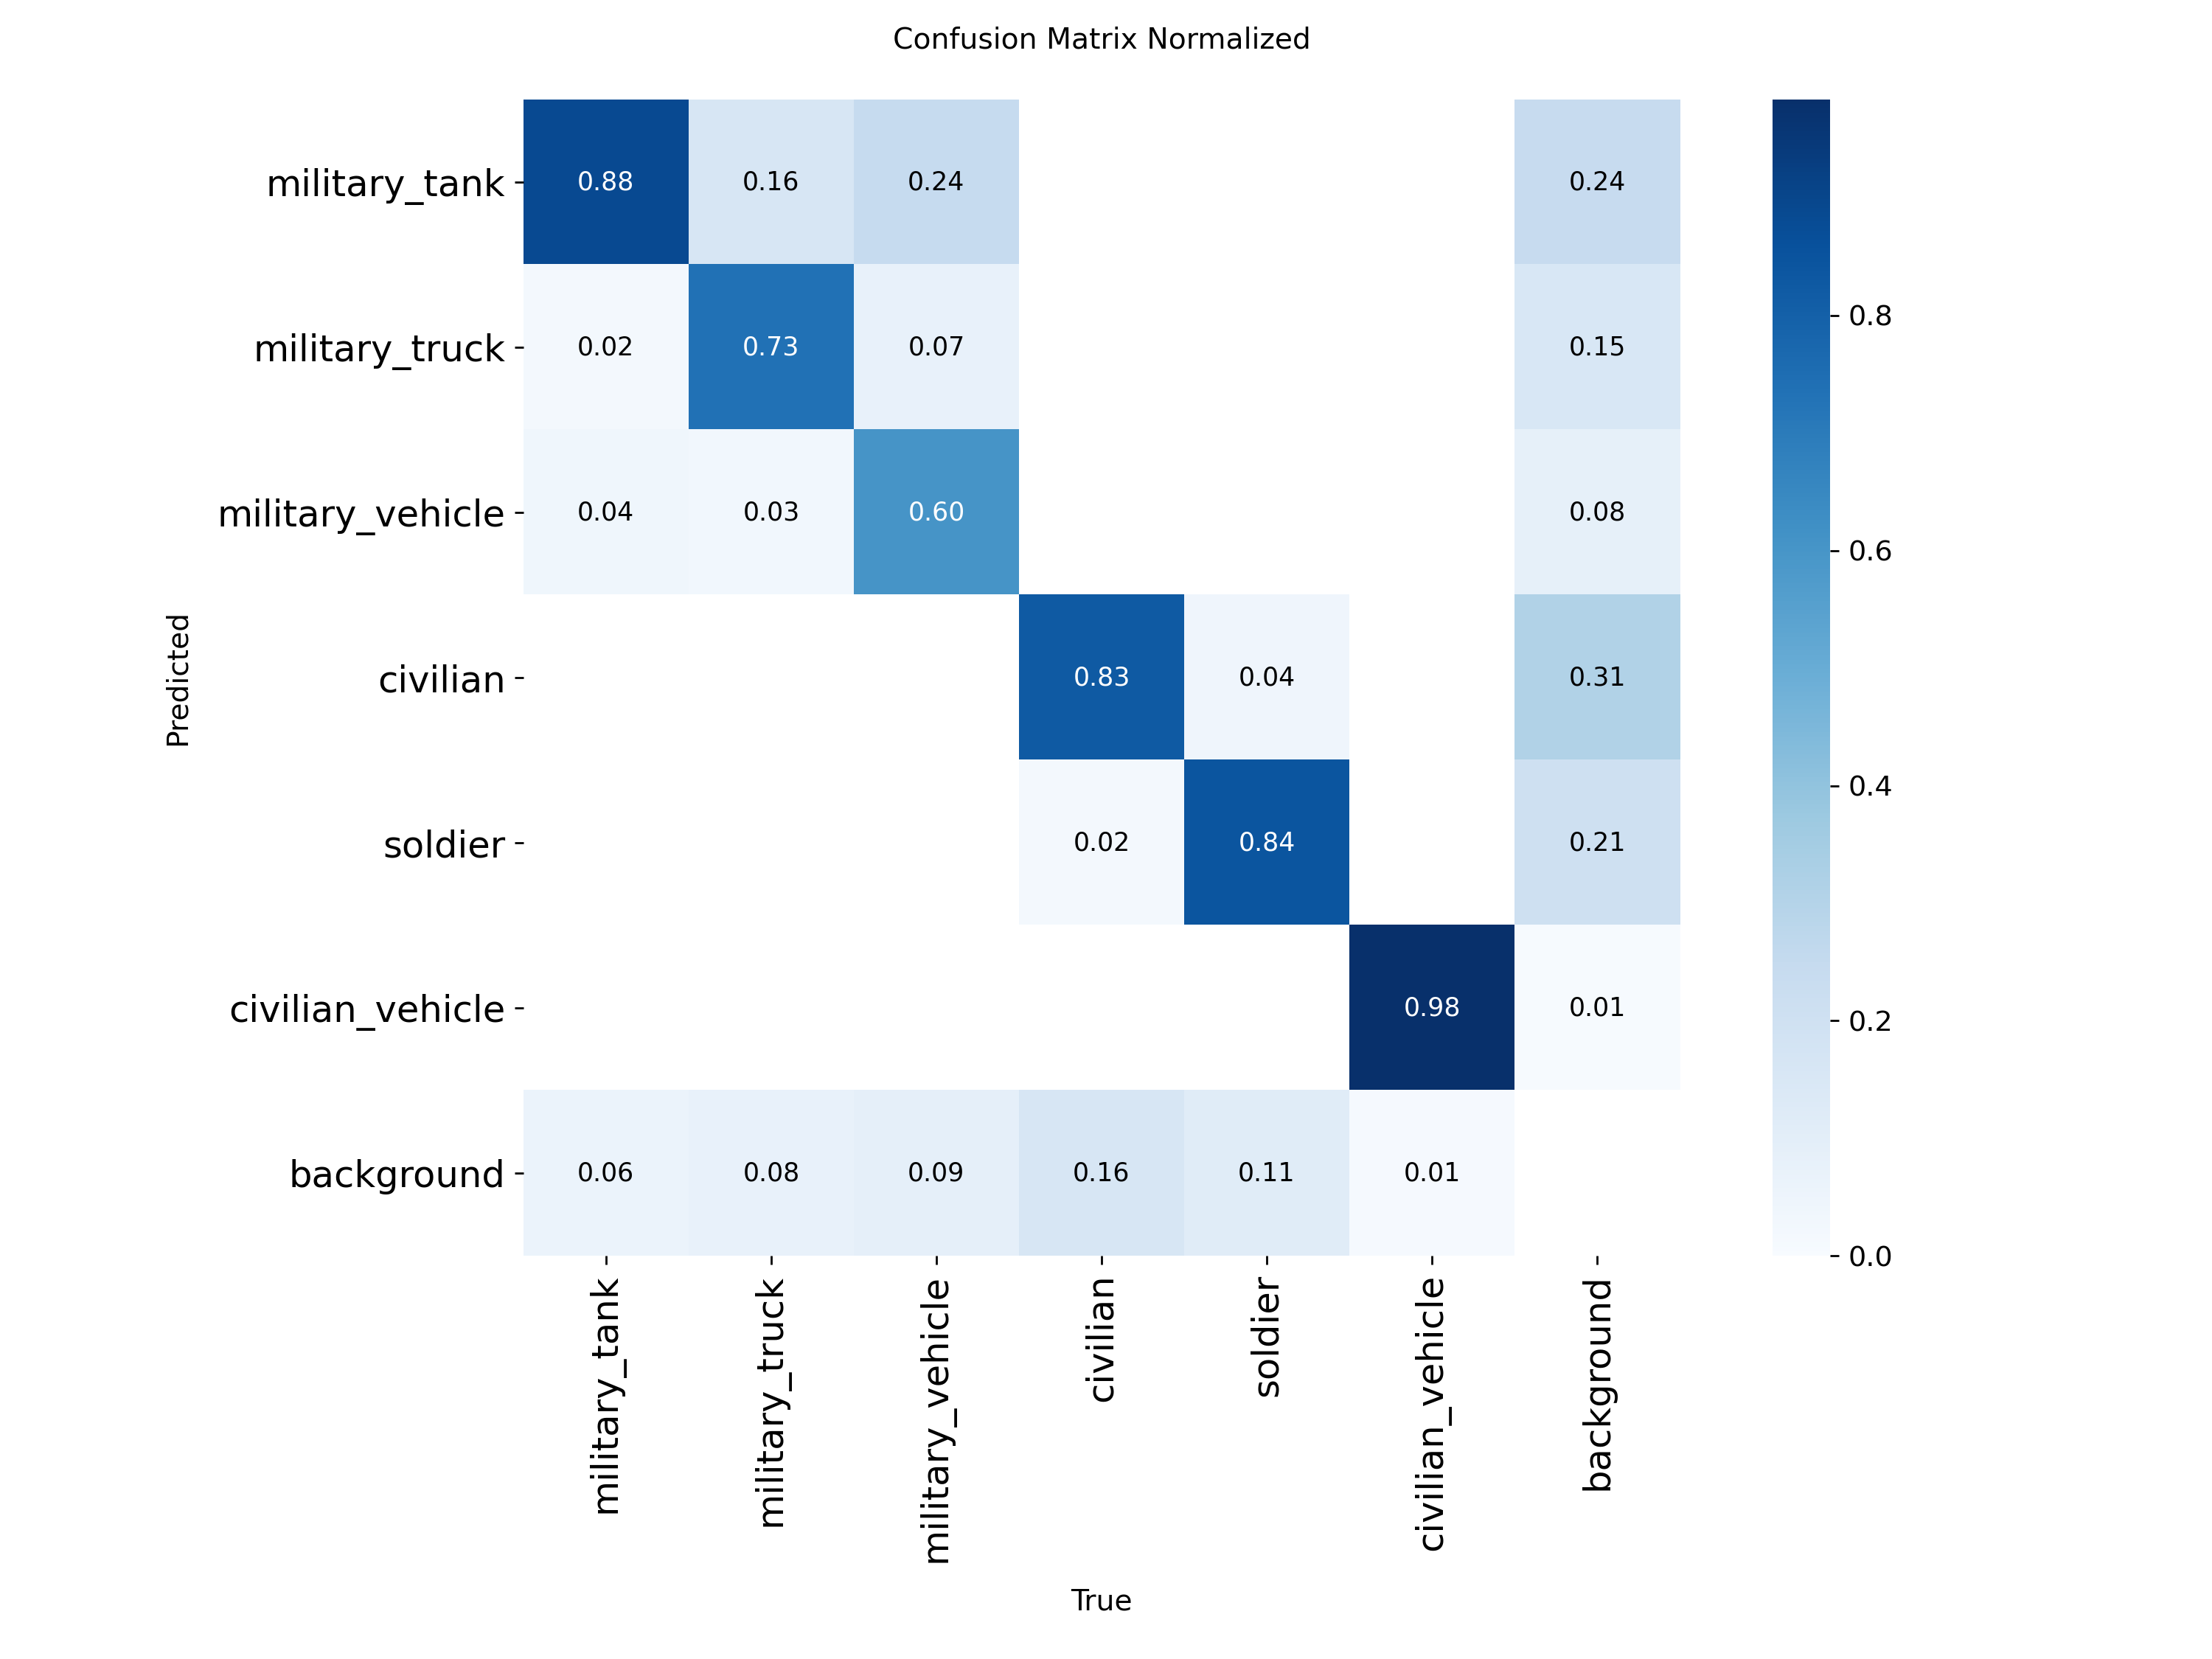 Confusion Matrix Normalized
military_tank 0.88 0.16 0.24 0.24
military_truck 0.02 0.73 0.07 0.15
military_vehicle 0.04 0.03 0.60 0.08
civilian 0.83 0.04 0.31
soldier 0.02 0.84 0.21
civilian_vehicle 0.98 0.01
background 0.06 0.08 0.09 0.16 0.11 0.01
Predicted
military_tank
military_truck
military_vehicle
civilian
soldier
civilian_vehicle
background
True
0.8
0.6
0.4
0.2
0.0